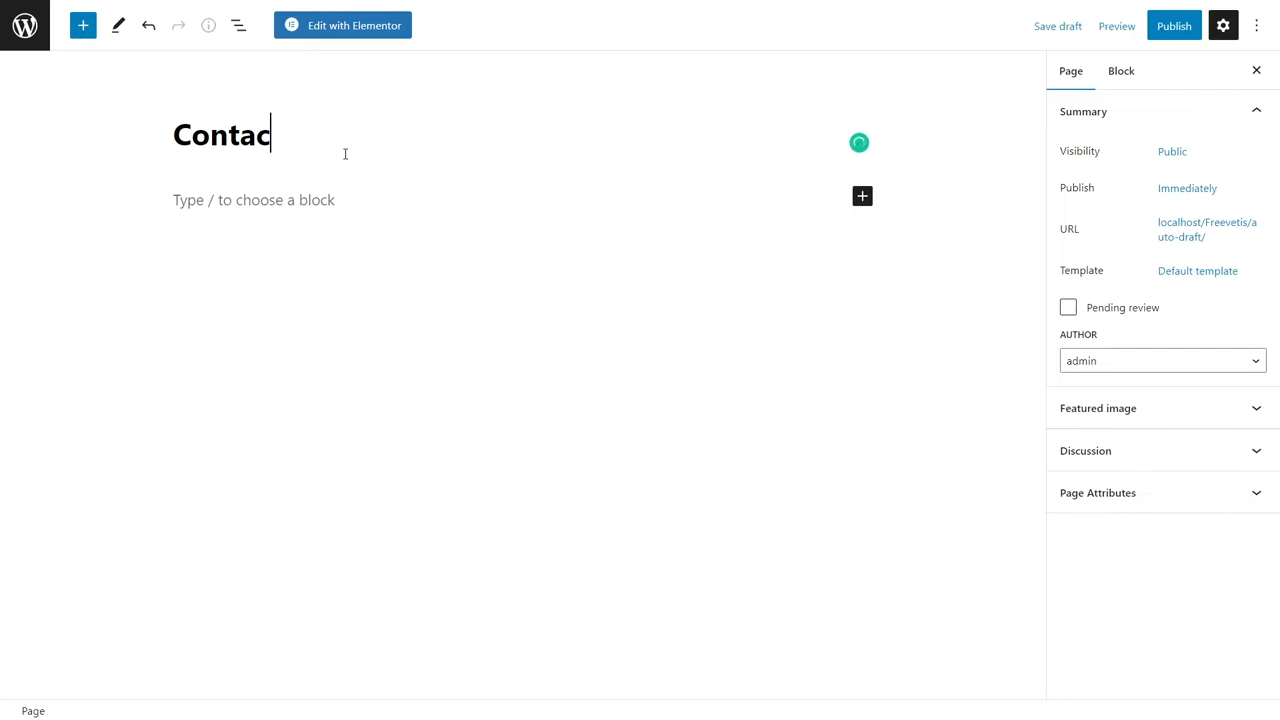 Edit with Elementor
Save draft
Preview
Publish
Page
Block
Contac
Type / to choose a block
Summary
Visibility
Public
Publish
Immediately
URL
localhost/Freevetis/a
uto-draft/
Template
Default template
Pending review
AUTHOR
admin
Featured image
Discussion
Page Attributes
Page